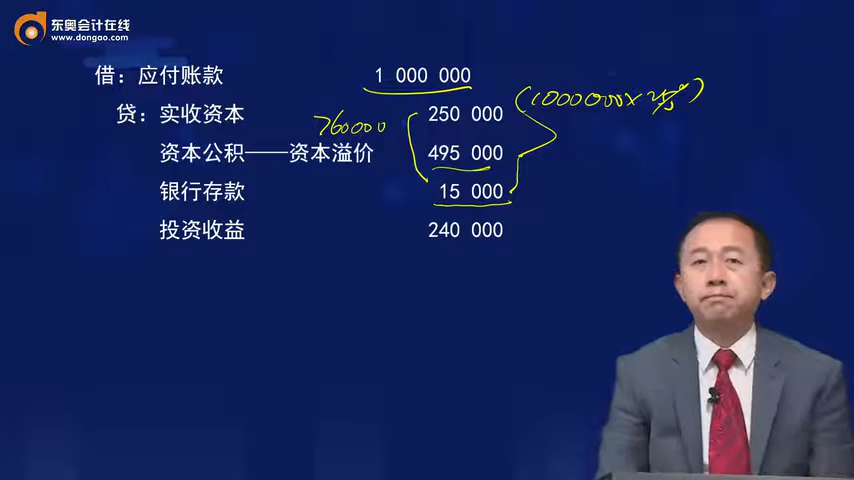 东奥会计在线
www.dongao.com
借：应付账款 1 000 000
贷：实收资本 250 000 (1000000×25%)
760000
资本公积——资本溢价 495 000
银行存款 15 000
投资收益 240 000